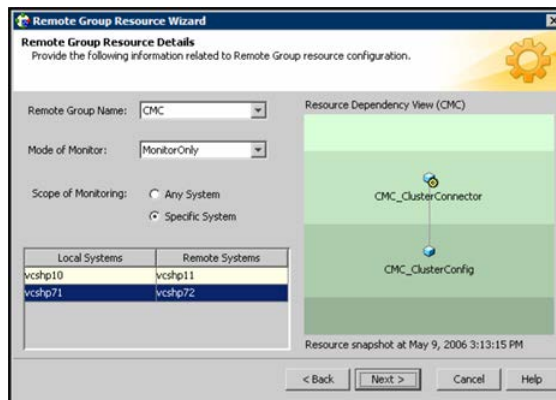 Remote Group Resource Wizard
Remote Group Resource Details
Provide the following information related to Remote Group resource configuration.
Remote Group Name: CMC
Mode of Monitor: MonitorOnly
Scope of Monitoring: Any System
Specific System
Local Systems Remote Systems
vcshp10 vcshp11
vcshp71 vcshp72
Resource Dependency View (CMC)
CMC_ClusterConnector
CMC_ClusterConfig
Resource snapshot at May 9, 2006 3:13:15 PM
< Back Next > Cancel Help